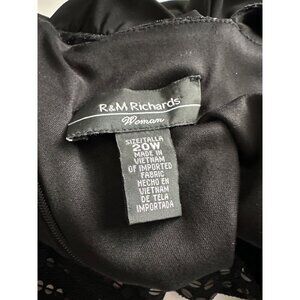 R&M Richards
Woman
SIZE/TALLA
20W
MADE IN
VIETNAM
OF IMPORTED
FABRIC
HECHO EN
VIETNAM
DE TELA
IMPORTADA